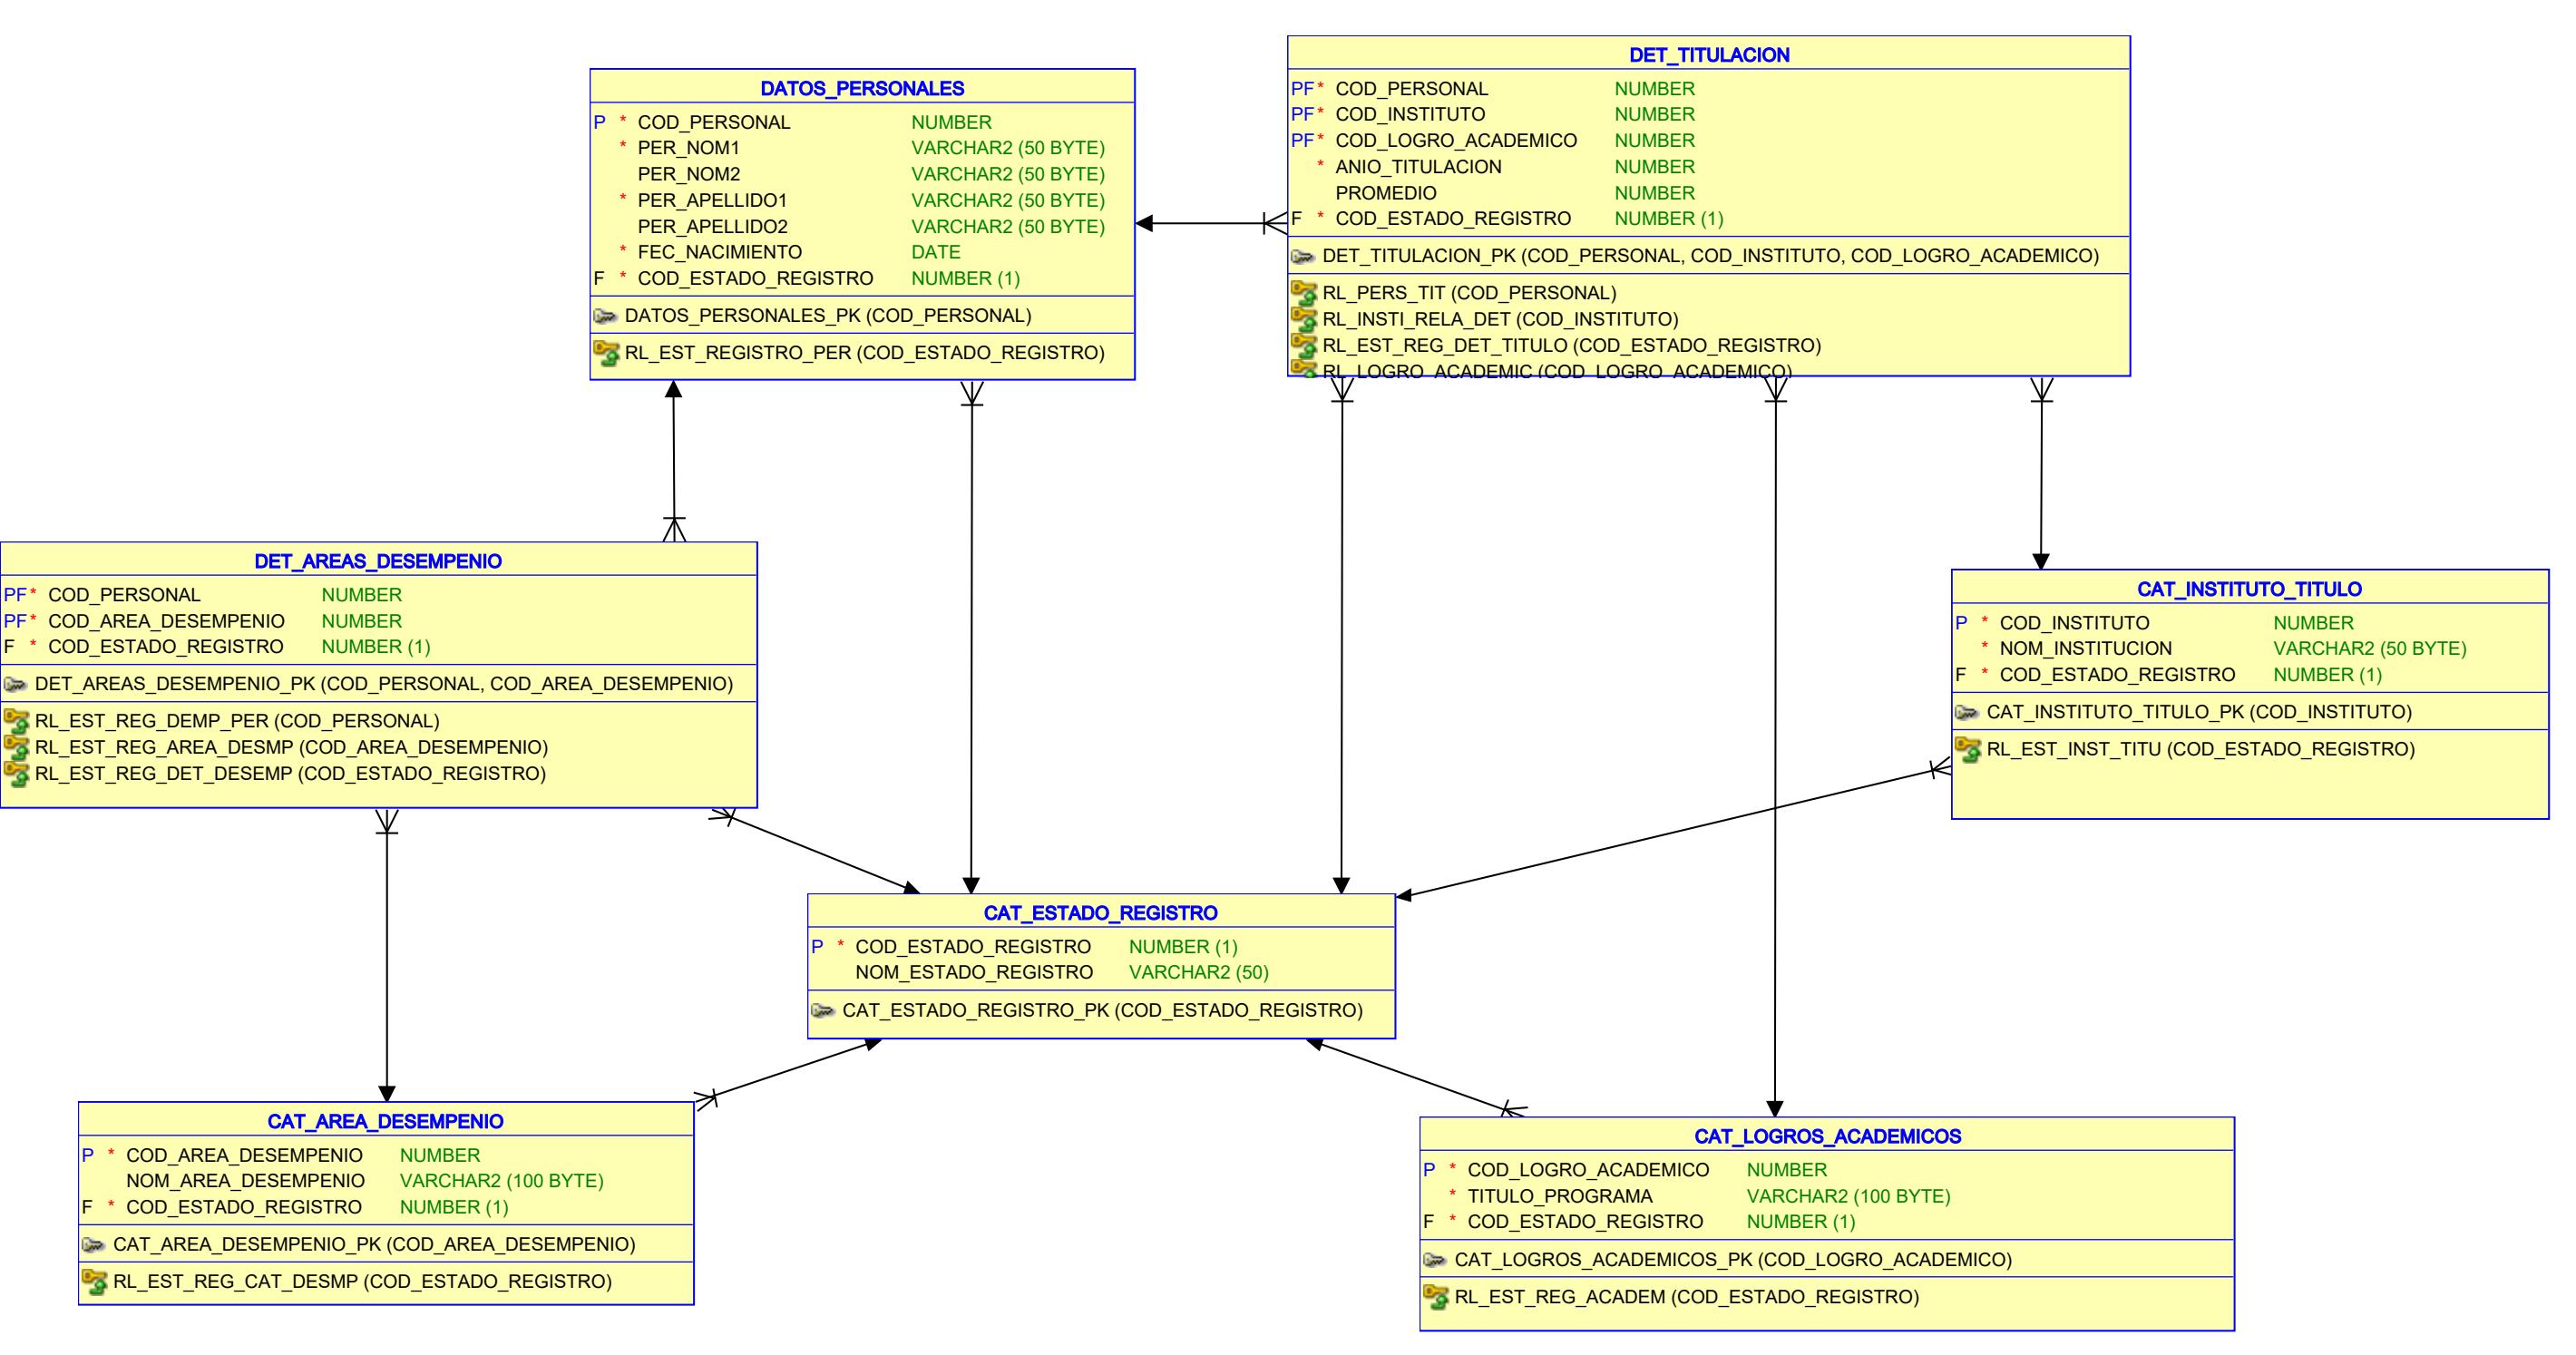 DATOS_PERSONALES
P * COD_PERSONAL NUMBER
* PER_NOM1 VARCHAR2 (50 BYTE)
PER_NOM2 VARCHAR2 (50 BYTE)
* PER_APELLIDO1 VARCHAR2 (50 BYTE)
PER_APELLIDO2 VARCHAR2 (50 BYTE)
* FEC_NACIMIENTO DATE
F * COD_ESTADO_REGISTRO NUMBER (1)
DATOS_PERSONALES_PK (COD_PERSONAL)
RL_EST_REGISTRO_PER (COD_ESTADO_REGISTRO)
DET_TITULACION
PF* COD_PERSONAL NUMBER
PF* COD_INSTITUTO NUMBER
PF* COD_LOGRO_ACADEMICO NUMBER
* ANIO_TITULACION NUMBER
PROMEDIO NUMBER
F * COD_ESTADO_REGISTRO NUMBER (1)
DET_TITULACION_PK (COD_PERSONAL, COD_INSTITUTO, COD_LOGRO_ACADEMICO)
RL_PERS_TIT (COD_PERSONAL)
RL_INSTI_RELA_DET (COD_INSTITUTO)
RL_EST_REG_DET_TITULO (COD_ESTADO_REGISTRO)
RL_LOGRO_ACADEMIC (COD_LOGRO_ACADEMICO)
DET_AREAS_DESEMPENIO
PF* COD_PERSONAL NUMBER
PF* COD_AREA_DESEMPENIO NUMBER
F * COD_ESTADO_REGISTRO NUMBER (1)
DET_AREAS_DESEMPENIO_PK (COD_PERSONAL, COD_AREA_DESEMPENIO)
RL_EST_REG_DEMP_PER (COD_PERSONAL)
RL_EST_REG_AREA_DESMP (COD_AREA_DESEMPENIO)
RL_EST_REG_DET_DESEMP (COD_ESTADO_REGISTRO)
CAT_INSTITUTO_TITULO
P * COD_INSTITUTO NUMBER
* NOM_INSTITUCION VARCHAR2 (50 BYTE)
F * COD_ESTADO_REGISTRO NUMBER (1)
CAT_INSTITUTO_TITULO_PK (COD_INSTITUTO)
RL_EST_INST_TITU (COD_ESTADO_REGISTRO)
CAT_ESTADO_REGISTRO
P * COD_ESTADO_REGISTRO NUMBER (1)
NOM_ESTADO_REGISTRO VARCHAR2 (50)
CAT_ESTADO_REGISTRO_PK (COD_ESTADO_REGISTRO)
CAT_AREA_DESEMPENIO
P * COD_AREA_DESEMPENIO NUMBER
NOM_AREA_DESEMPENIO VARCHAR2 (100 BYTE)
F * COD_ESTADO_REGISTRO NUMBER (1)
CAT_AREA_DESEMPENIO_PK (COD_AREA_DESEMPENIO)
RL_EST_REG_CAT_DESMP (COD_ESTADO_REGISTRO)
CAT_LOGROS_ACADEMICOS
P * COD_LOGRO_ACADEMICO NUMBER
* TITULO_PROGRAMA VARCHAR2 (100 BYTE)
F * COD_ESTADO_REGISTRO NUMBER (1)
CAT_LOGROS_ACADEMICOS_PK (COD_LOGRO_ACADEMICO)
RL_EST_REG_ACADEM (COD_ESTADO_REGISTRO)